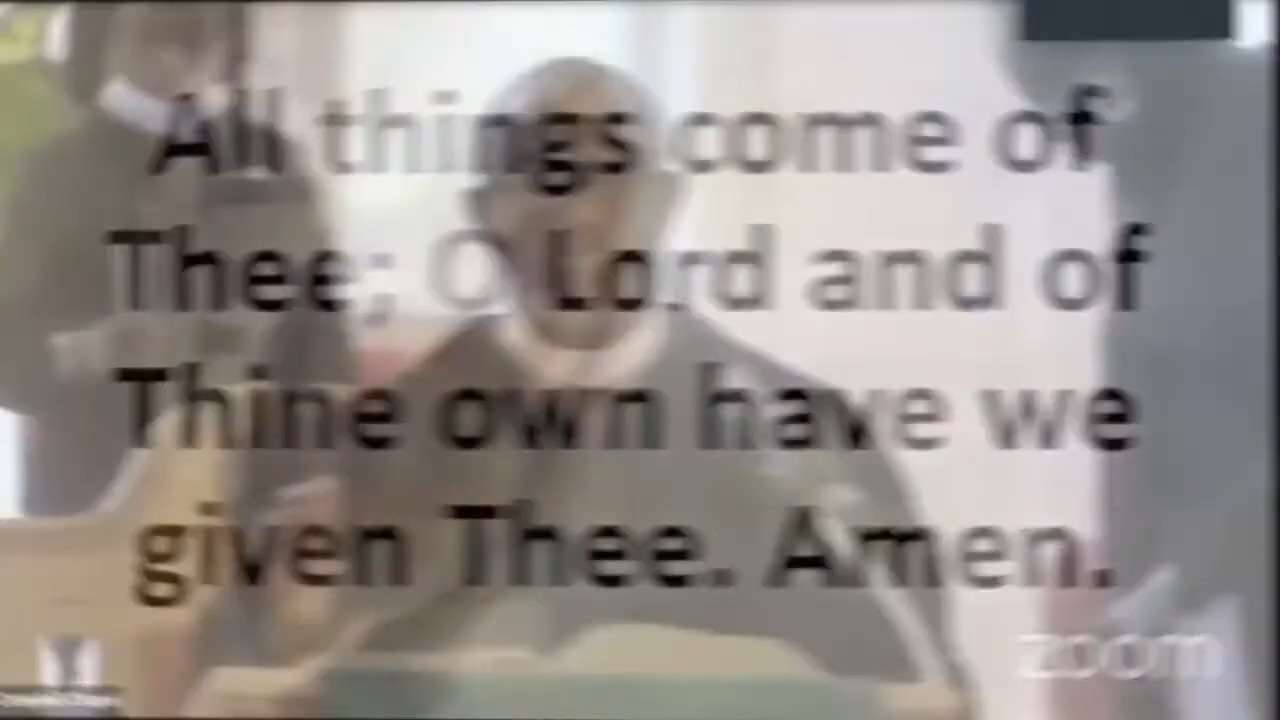 All things come of
Thee; O Lord and of
Thine own have we
given Thee. Amen.
zoom